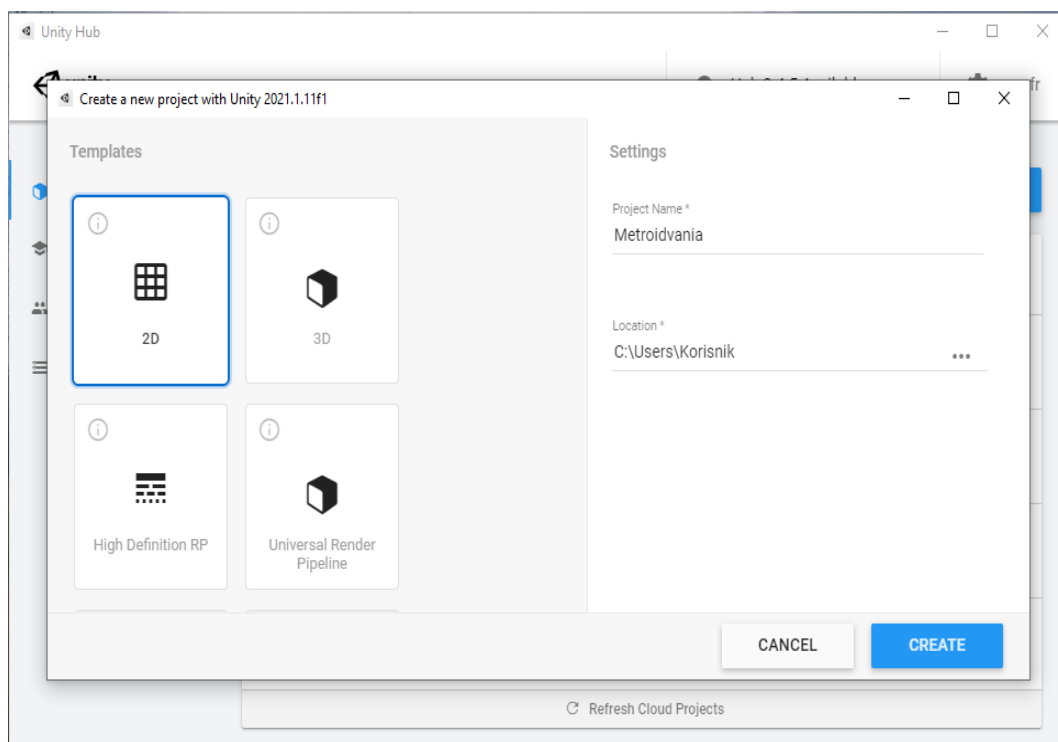 Unity Hub
Create a new project with Unity 2021.1.11f1
Templates
Settings
2D
3D
High Definition RP
Universal Render
Pipeline
Project Name *
Metroidvania
Location *
C:\Users\Korisnik
...
CANCEL
CREATE
Refresh Cloud Projects